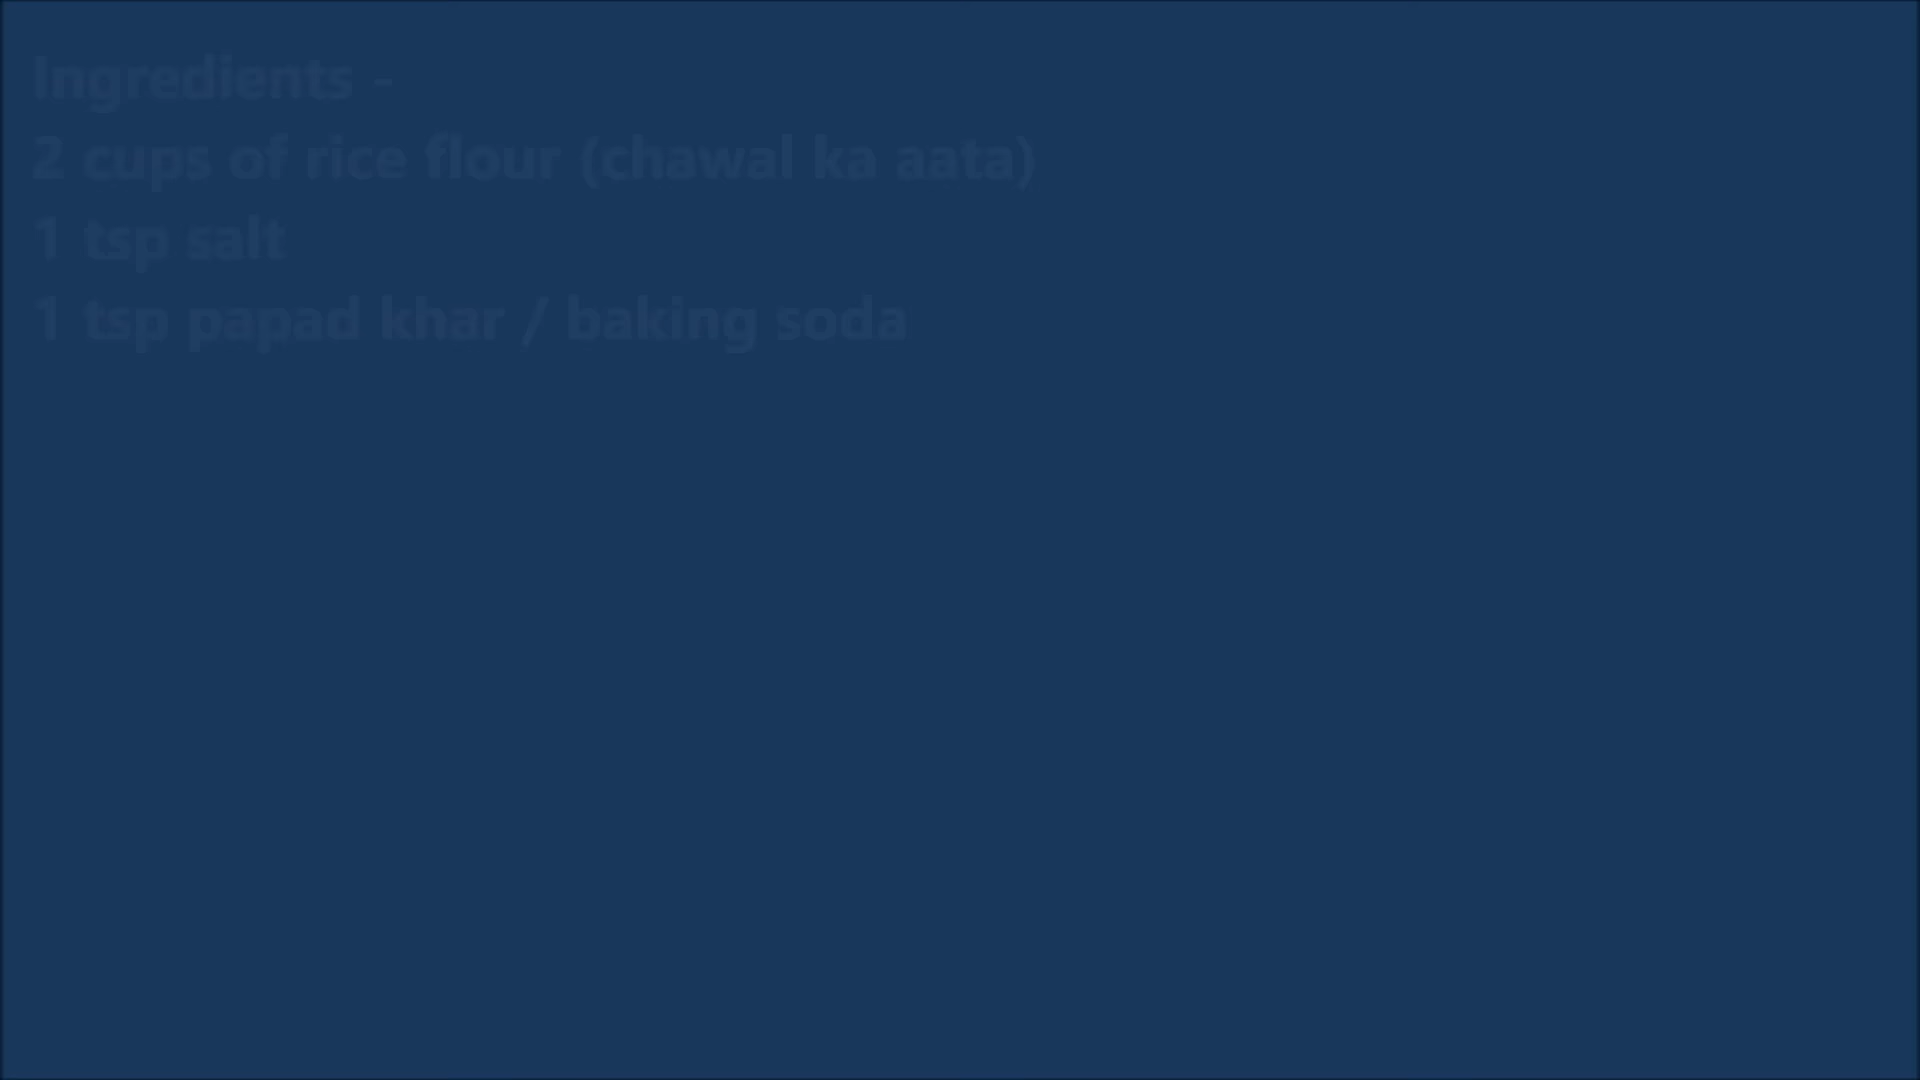 Ingredients -
2 cups of rice flour (chawal ka aata)
1 tsp salt
1 tsp papad khar / baking soda